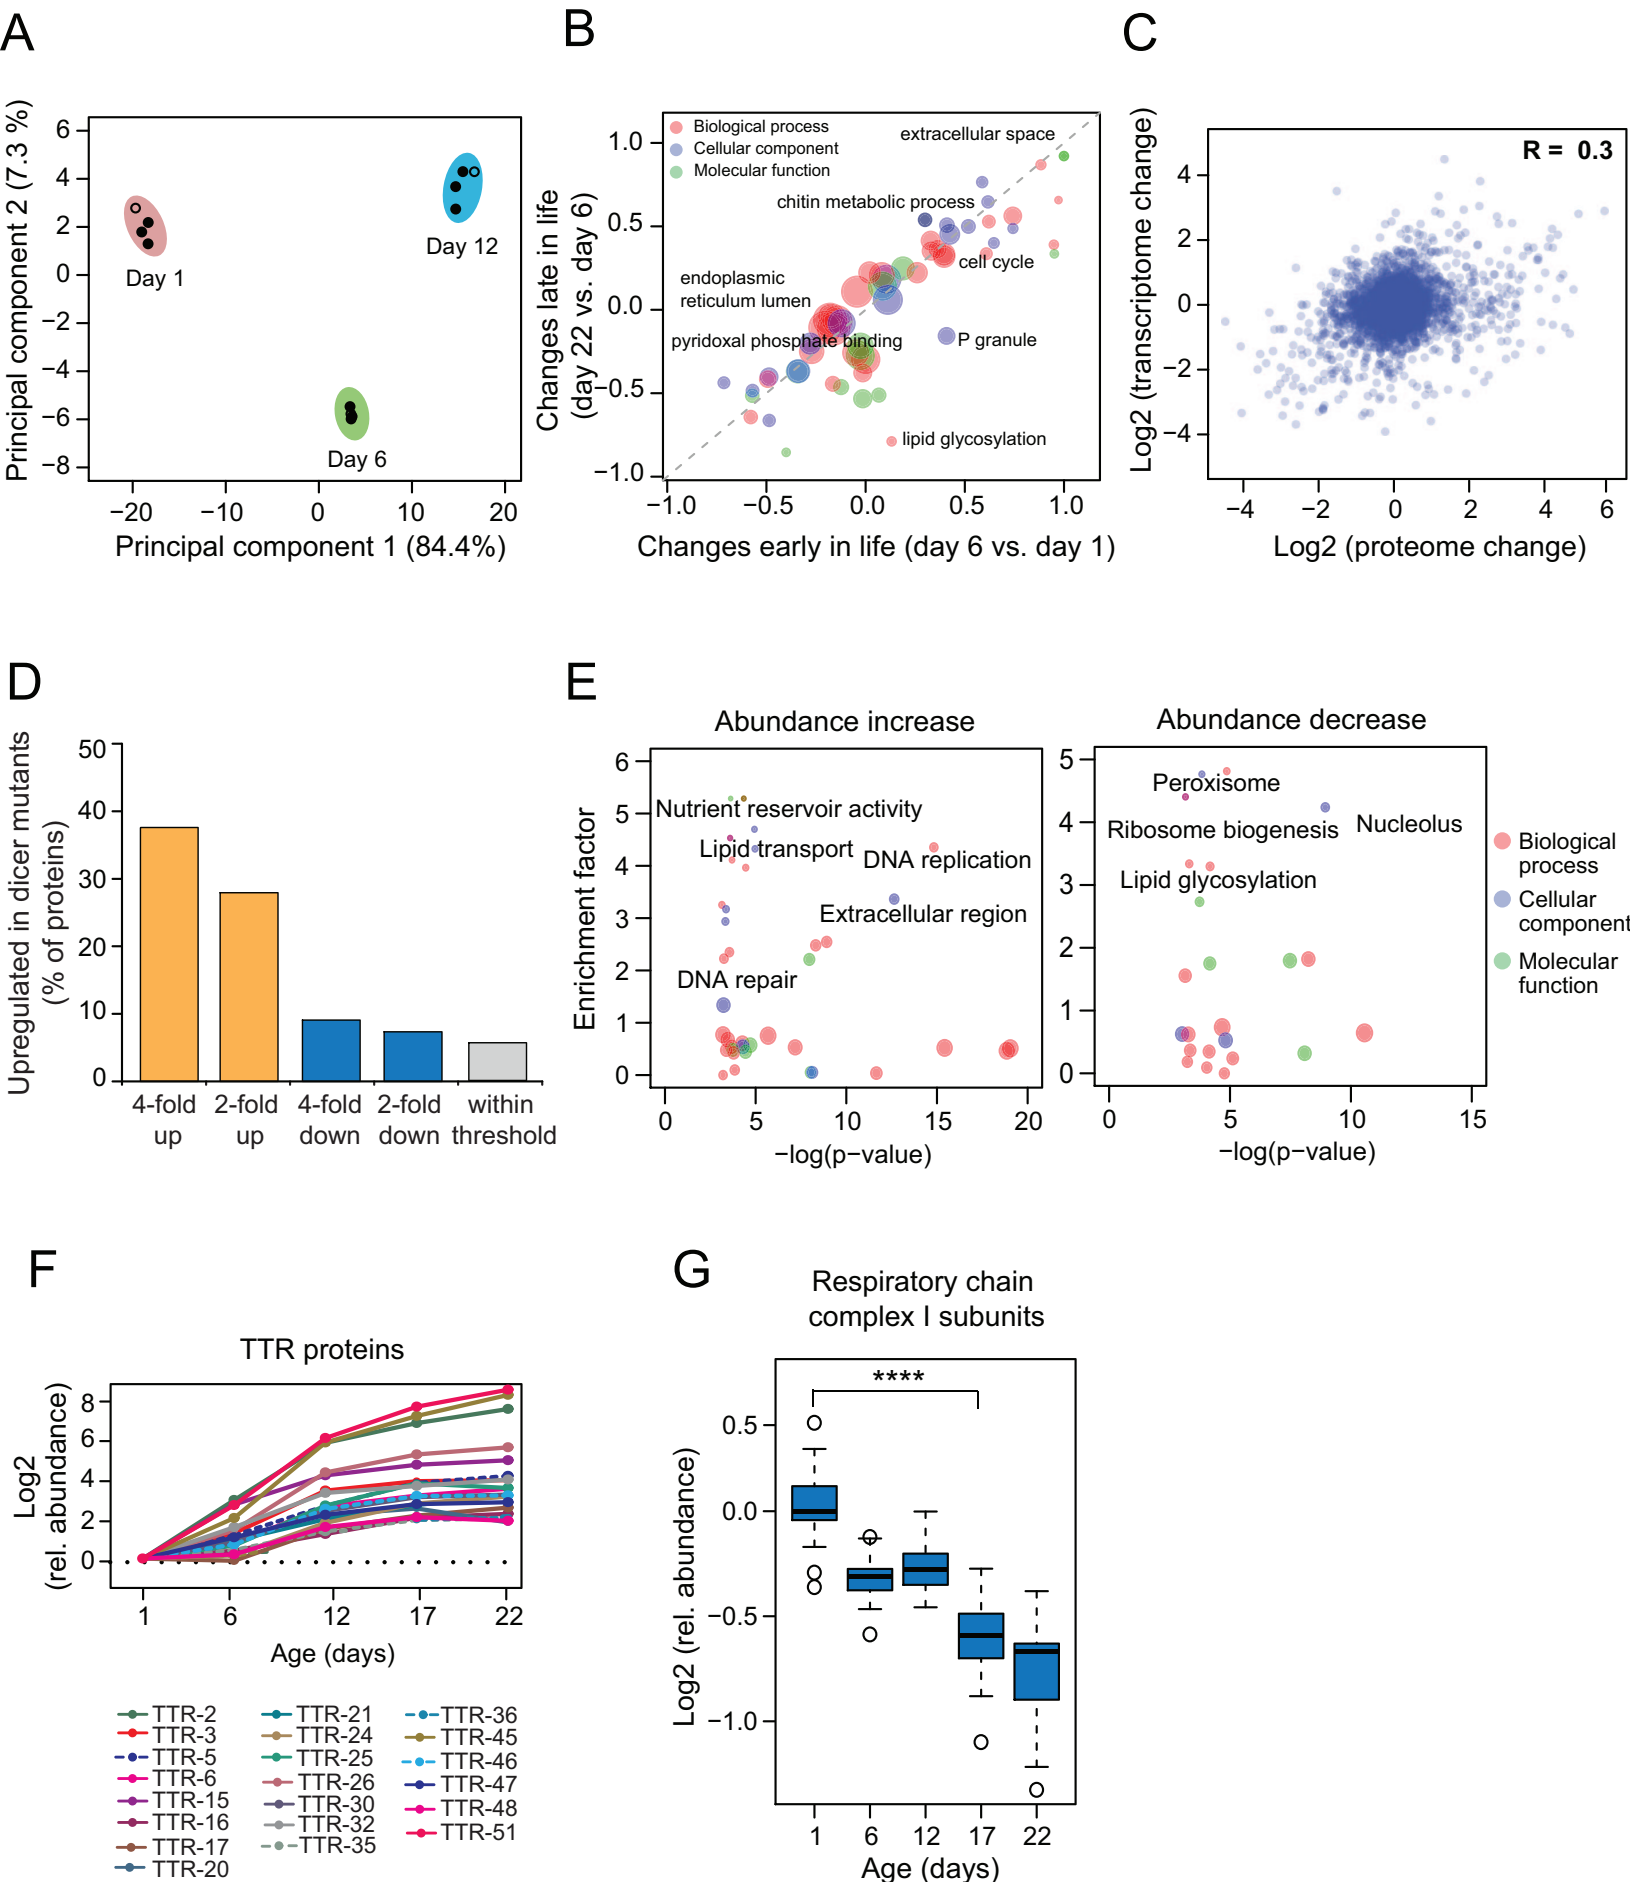 A
Principal component 2 (7.3 %)
6
4
2
0
−2
−4
−6
−8
Day 1
Day 12
Day 6
−20
−10
0
10
20
Principal component 1 (84.4%)
B
Changes late in life
(day 22 vs. day 6)
1.0
0.5
0.0
−0.5
−1.0
Biological process
Cellular component
Molecular function
extracellular space
chitin metabolic process
cell cycle
endoplasmic
reticulum lumen
pyridoxal phosphate binding
P granule
lipid glycosylation
−1.0
−0.5
0.0
0.5
1.0
Changes early in life (day 6 vs. day 1)
C
Log2 (transcriptome change)
4
2
0
−2
−4
R = 0.3
−4
−2
0
2
4
6
Log2 (proteome change)
D
Upregulated in dicer mutants
(% of proteins)
50
40
30
20
10
0
4-fold
up
2-fold
up
4-fold
down
2-fold
down
within
threshold
E
Abundance increase
Enrichment factor
6
5
4
3
2
1
0
Nutrient reservoir activity
Lipid transport
DNA replication
Extracellular region
DNA repair
0
5
10
15
20
−log(p−value)
Abundance decrease
5
4
3
2
1
0
Peroxisome
Ribosome biogenesis
Nucleolus
Lipid glycosylation
0
5
10
15
−log(p−value)
Biological
process
Cellular
component
Molecular
function
F
TTR proteins
Log2
(rel. abundance)
8
6
4
2
0
1
6
12
17
22
Age (days)
TTR-2
TTR-3
TTR-5
TTR-6
TTR-15
TTR-16
TTR-17
TTR-20
TTR-21
TTR-24
TTR-25
TTR-26
TTR-30
TTR-32
TTR-35
TTR-36
TTR-45
TTR-46
TTR-47
TTR-48
TTR-51
G
Respiratory chain
complex I subunits
Log2 (rel. abundance)
0.5
0.0
−0.5
−1.0
****
1
6
12
17
22
Age (days)